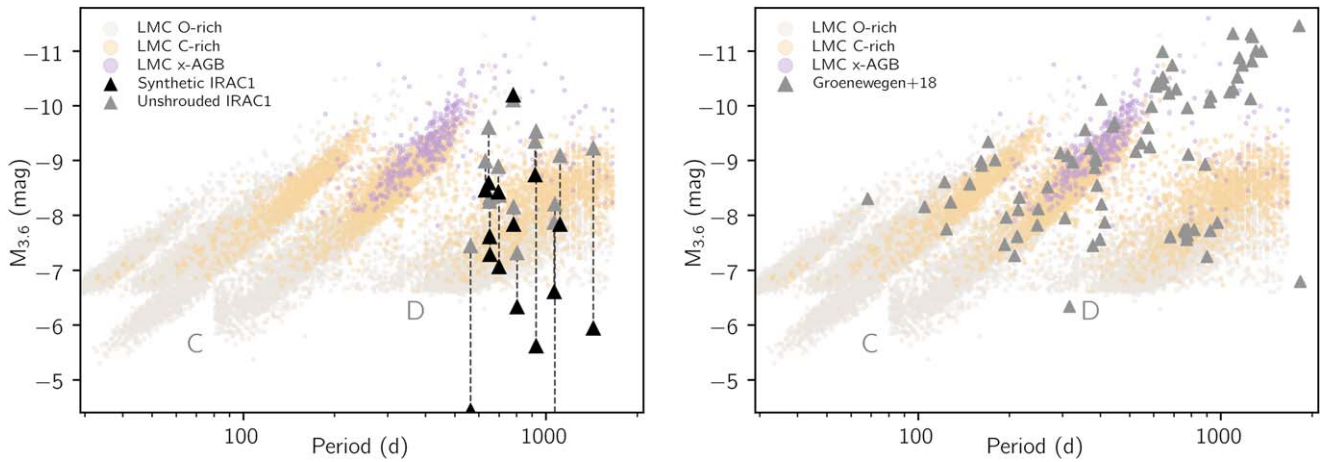 LMC O-rich
LMC C-rich
LMC x-AGB
Synthetic IRAC1
Unshrouded IRAC1
−11
−10
−9
−8
−7
−6
−5
M3.6 (mag)
C
D
100
1000
Period (d)
LMC O-rich
LMC C-rich
LMC x-AGB
Groenewegen+18
−11
−10
−9
−8
−7
−6
−5
M3.6 (mag)
C
D
100
1000
Period (d)